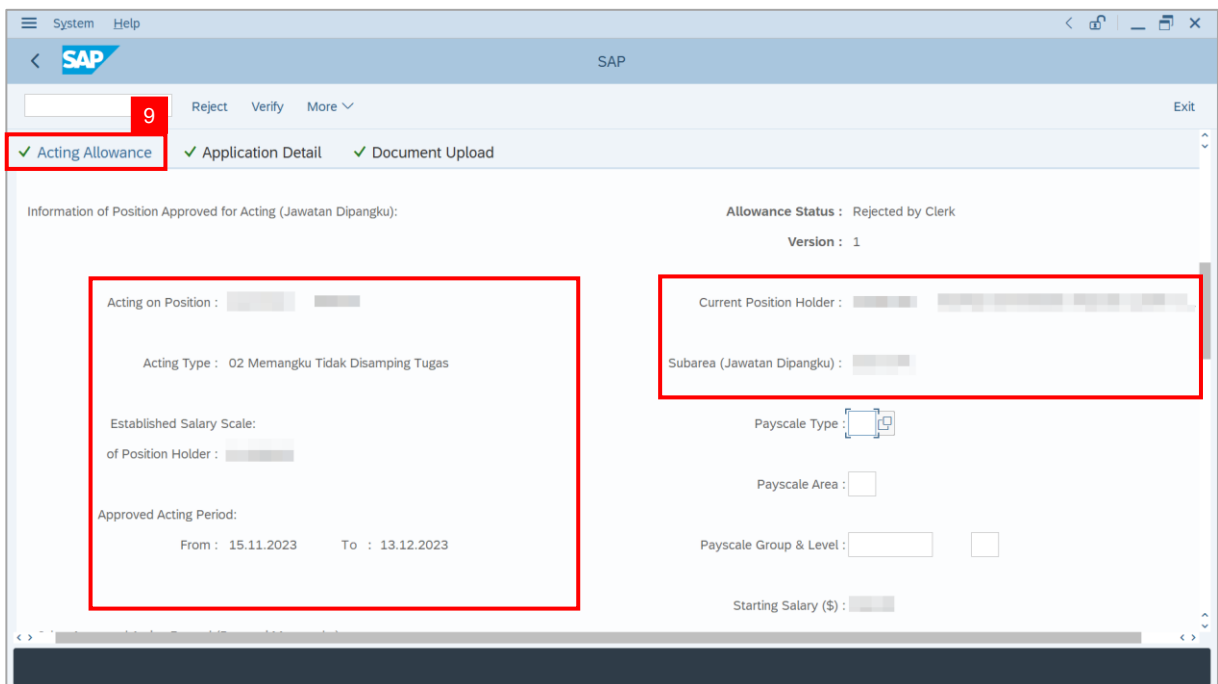 System Help
SAP
SAP
9
Reject Verify More Exit
Acting Allowance Application Detail Document Upload
Information of Position Approved for Acting (Jawatan Dipangku):
Allowance Status : Rejected by Clerk
Version : 1
Acting on Position :
Current Position Holder :
Acting Type : 02 Memangku Tidak Disamping Tugas
Subarea (Jawatan Dipangku) :
Established Salary Scale:
of Position Holder :
Payscale Type :
Payscale Area :
Approved Acting Period:
From : 15.11.2023 To : 13.12.2023
Payscale Group & Level :
Starting Salary ($) :